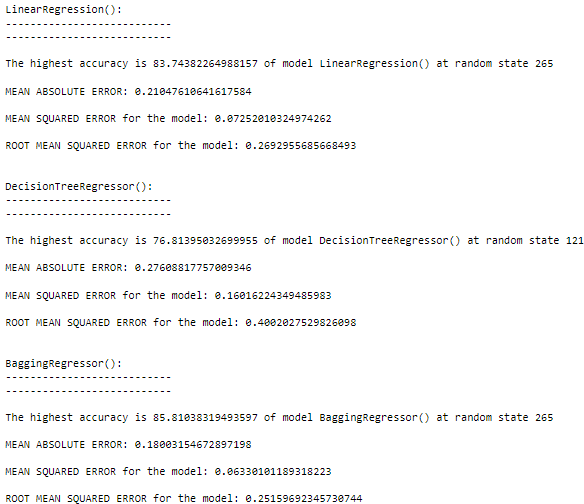 LinearRegression():
---------------------------
---------------------------
The highest accuracy is 83.74382264988157 of model LinearRegression() at random state 265
MEAN ABSOLUTE ERROR: 0.21047610641617584
MEAN SQUARED ERROR for the model: 0.07252010324974262
ROOT MEAN SQUARED ERROR for the model: 0.2692955685668493
DecisionTreeRegressor():
---------------------------
---------------------------
The highest accuracy is 76.81395032699955 of model DecisionTreeRegressor() at random state 121
MEAN ABSOLUTE ERROR: 0.27608817757009346
MEAN SQUARED ERROR for the model: 0.16016224349485983
ROOT MEAN SQUARED ERROR for the model: 0.4002027529826098
BaggingRegressor():
---------------------------
---------------------------
The highest accuracy is 85.81038319493597 of model BaggingRegressor() at random state 265
MEAN ABSOLUTE ERROR: 0.18003154672897198
MEAN SQUARED ERROR for the model: 0.06330101189318223
ROOT MEAN SQUARED ERROR for the model: 0.25159692345730744